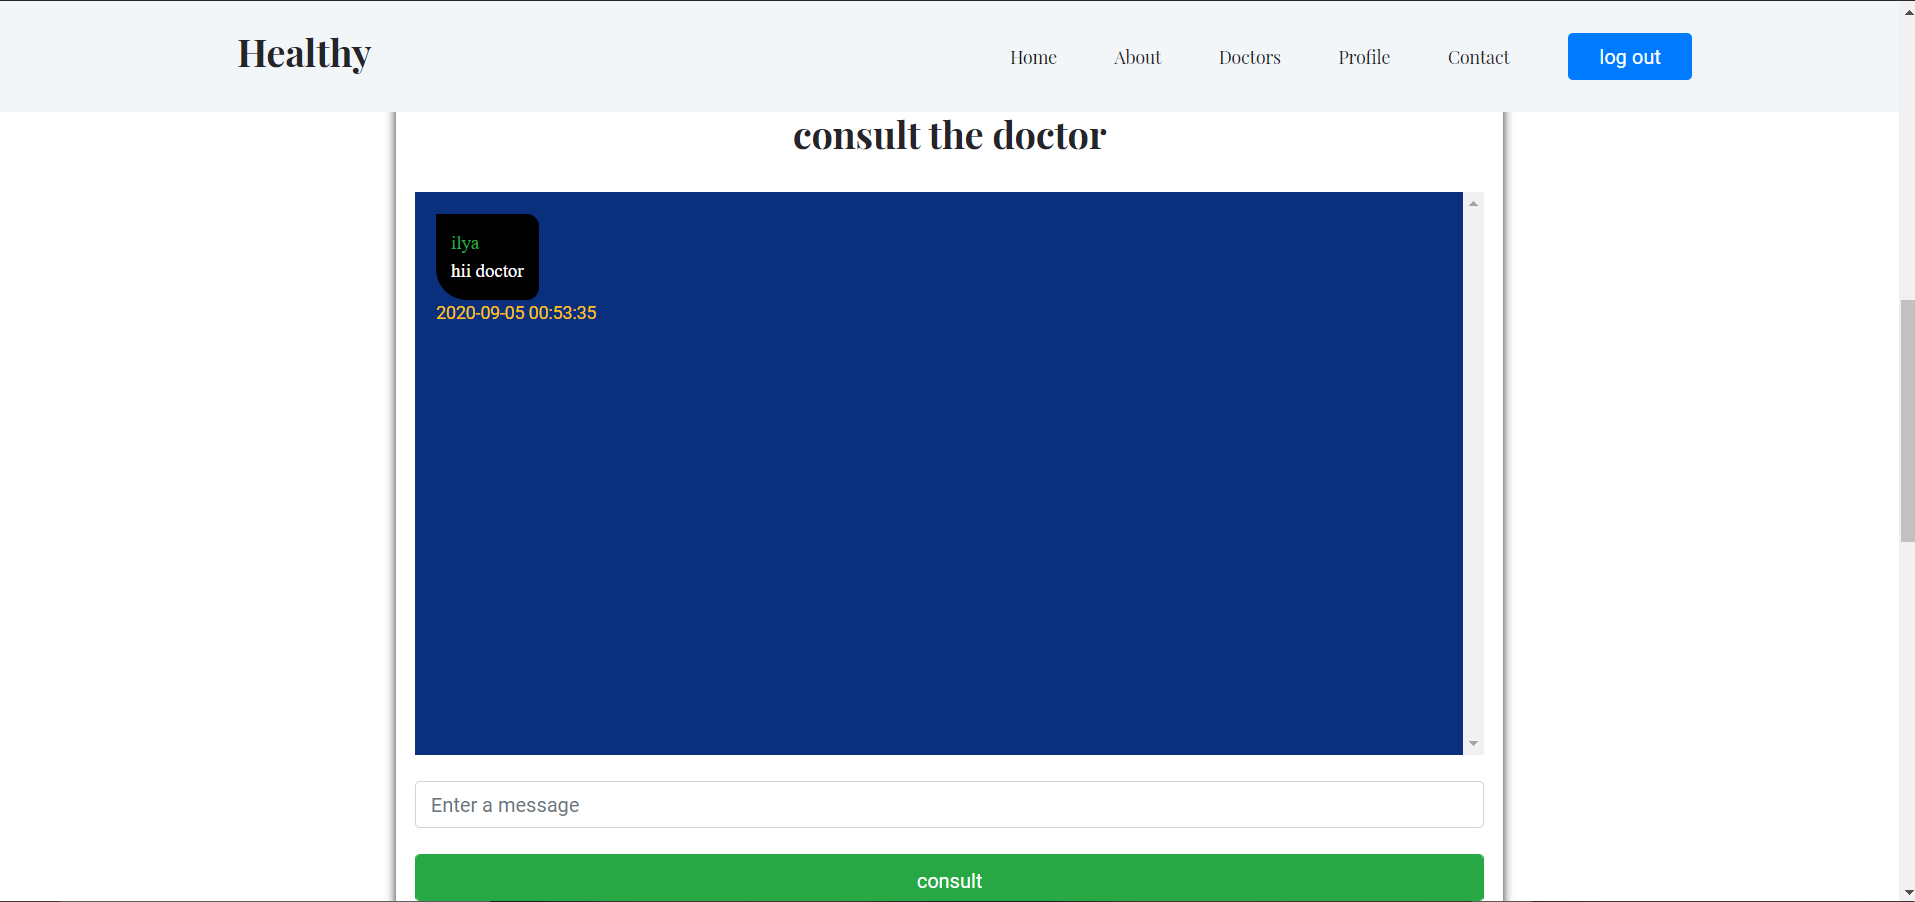 Healthy
Home About Doctors Profile Contact log out
consult the doctor
ilya
hii doctor
2020-09-05 00:53:35
Enter a message
consult